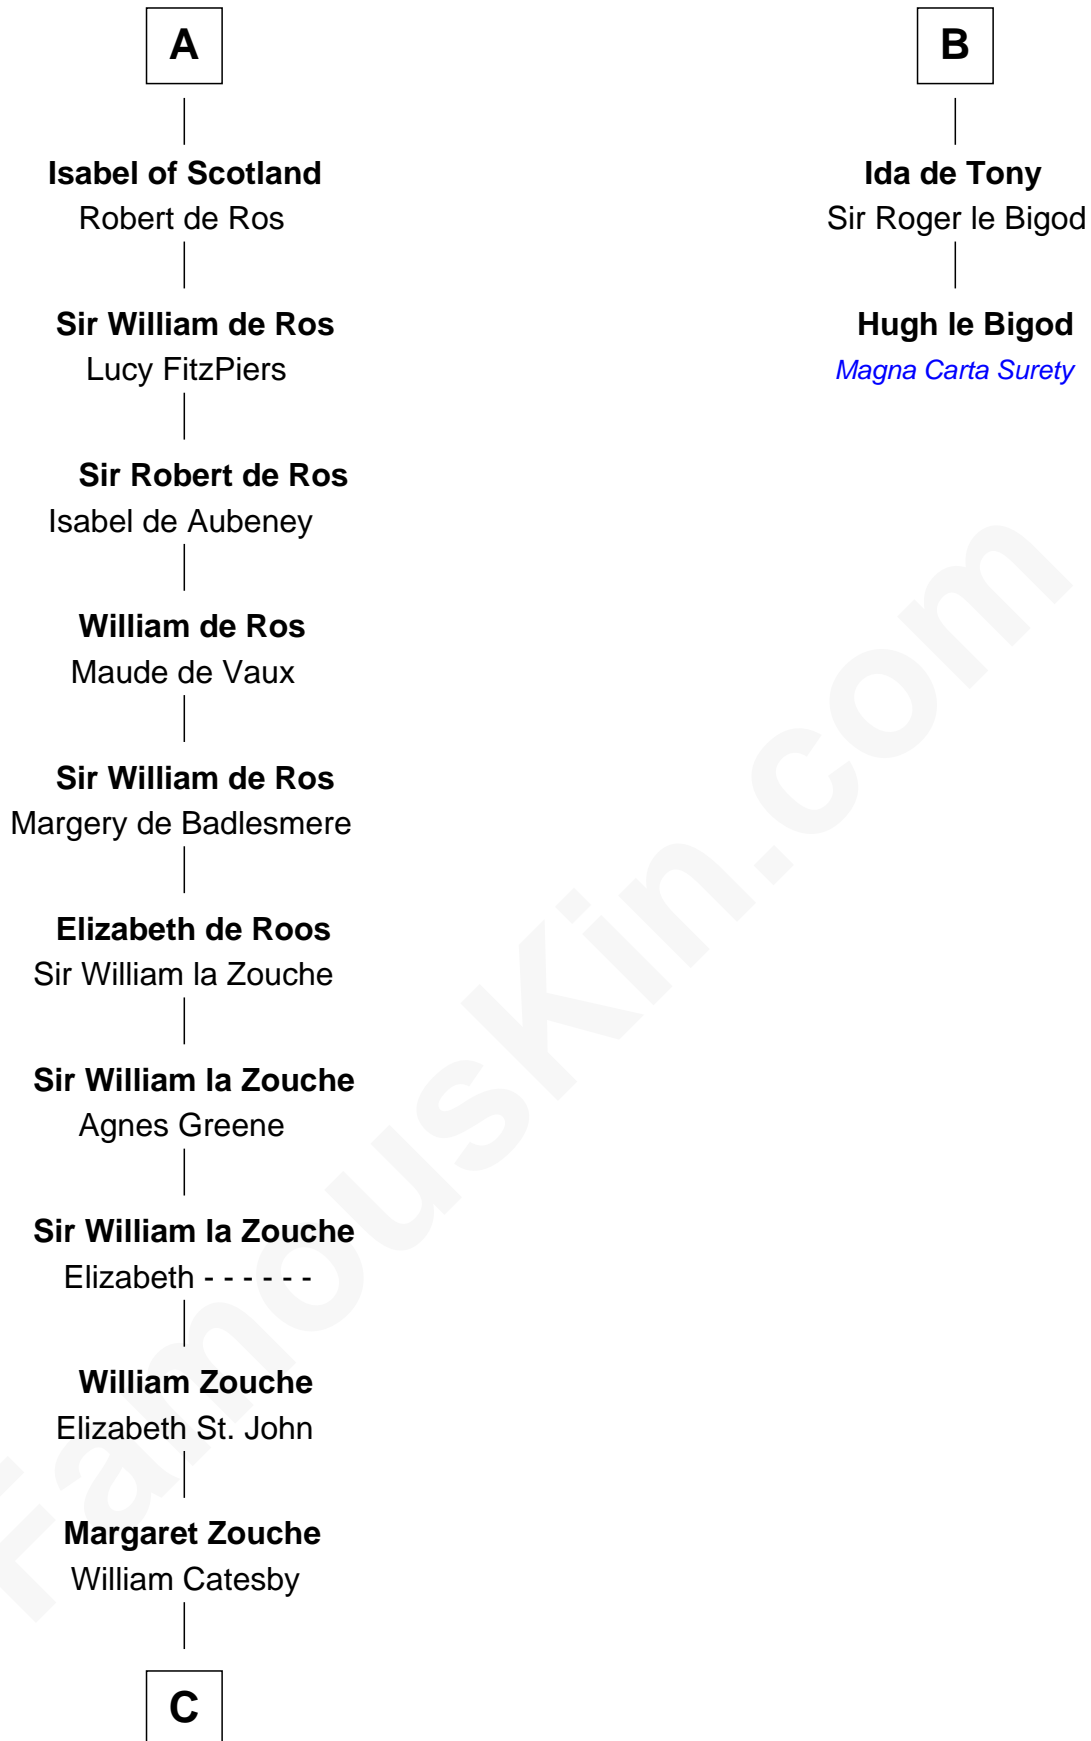 A
Isabel of Scotland
Robert de Ros
Sir William de Ros
Lucy FitzPiers
Sir Robert de Ros
Isabel de Aubeney
William de Ros
Maude de Vaux
Sir William de Ros
Margery de Badlesmere
Elizabeth de Roos
Sir William la Zouche
Sir William la Zouche
Agnes Greene
Sir William la Zouche
Elizabeth - - - - - -
William Zouche
Elizabeth St. John
Margaret Zouche
William Catesby
C
B
Ida de Tony
Sir Roger le Bigod
Hugh le Bigod
Magna Carta Surety
FamousKin.com